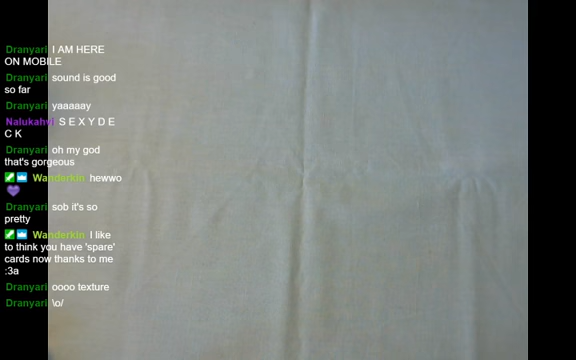 Dranyari I AM HERE
ON MOBILE
Dranyari sound is good
so far
Dranyari yaaaaay
Nalukahvi S E X Y D E
C K
Dranyari oh my god
that's gorgeous
Wanderkin hewwo
Dranyari sob it's so
pretty
Wanderkin I like
to think you have 'spare'
cards now thanks to me
:3a
Dranyari oooo texture
Dranyari \o/